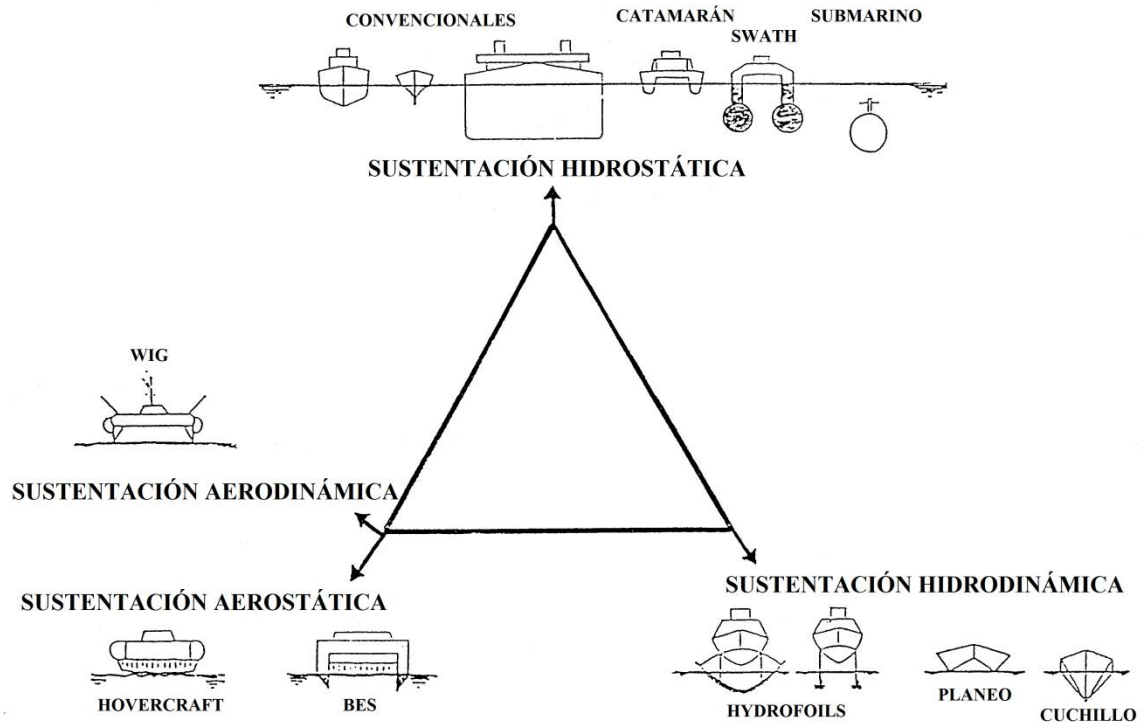 CONVENCIONALES
CATAMARÁN
SUBMARINO
SWATH
SUSTENTACIÓN HIDROSTÁTICA
WIG
SUSTENTACIÓN AERODINÁMICA
SUSTENTACIÓN AEROSTÁTICA
SUSTENTACIÓN HIDRODINÁMICA
HOVERCRAFT
BES
HYDROFOILS
PLANEO
CUCHILLO